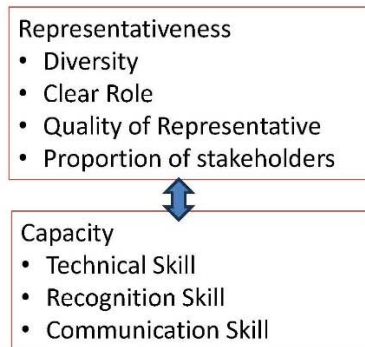 Representativeness
• Diversity
• Clear Role
• Quality of Representative
• Proportion of stakeholders
Capacity
• Technical Skill
• Recognition Skill
• Communication Skill